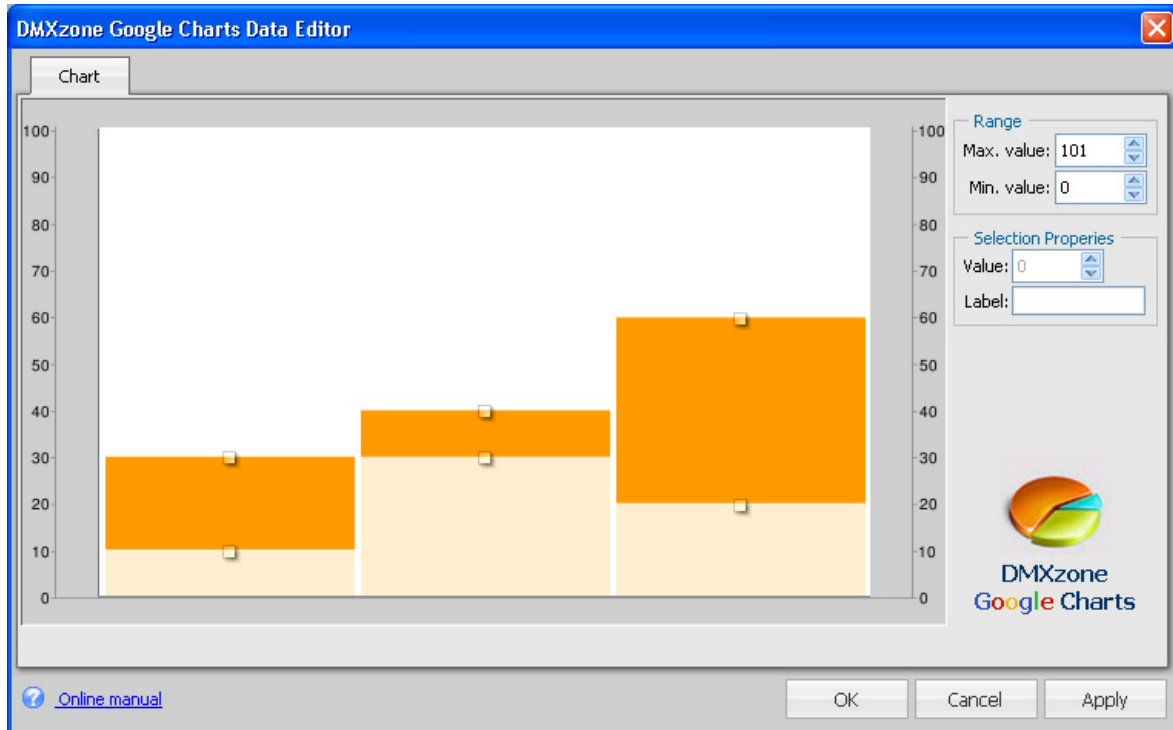 DMXzone Google Charts Data Editor
Chart
100
90
80
70
60
50
40
30
20
10
0
100
90
80
70
60
50
40
30
20
10
0
Range
Max. value: 101
Min. value: 0
Selection Properies
Value: 0
Label:
DMXzone
Google Charts
? Online manual
OK Cancel Apply